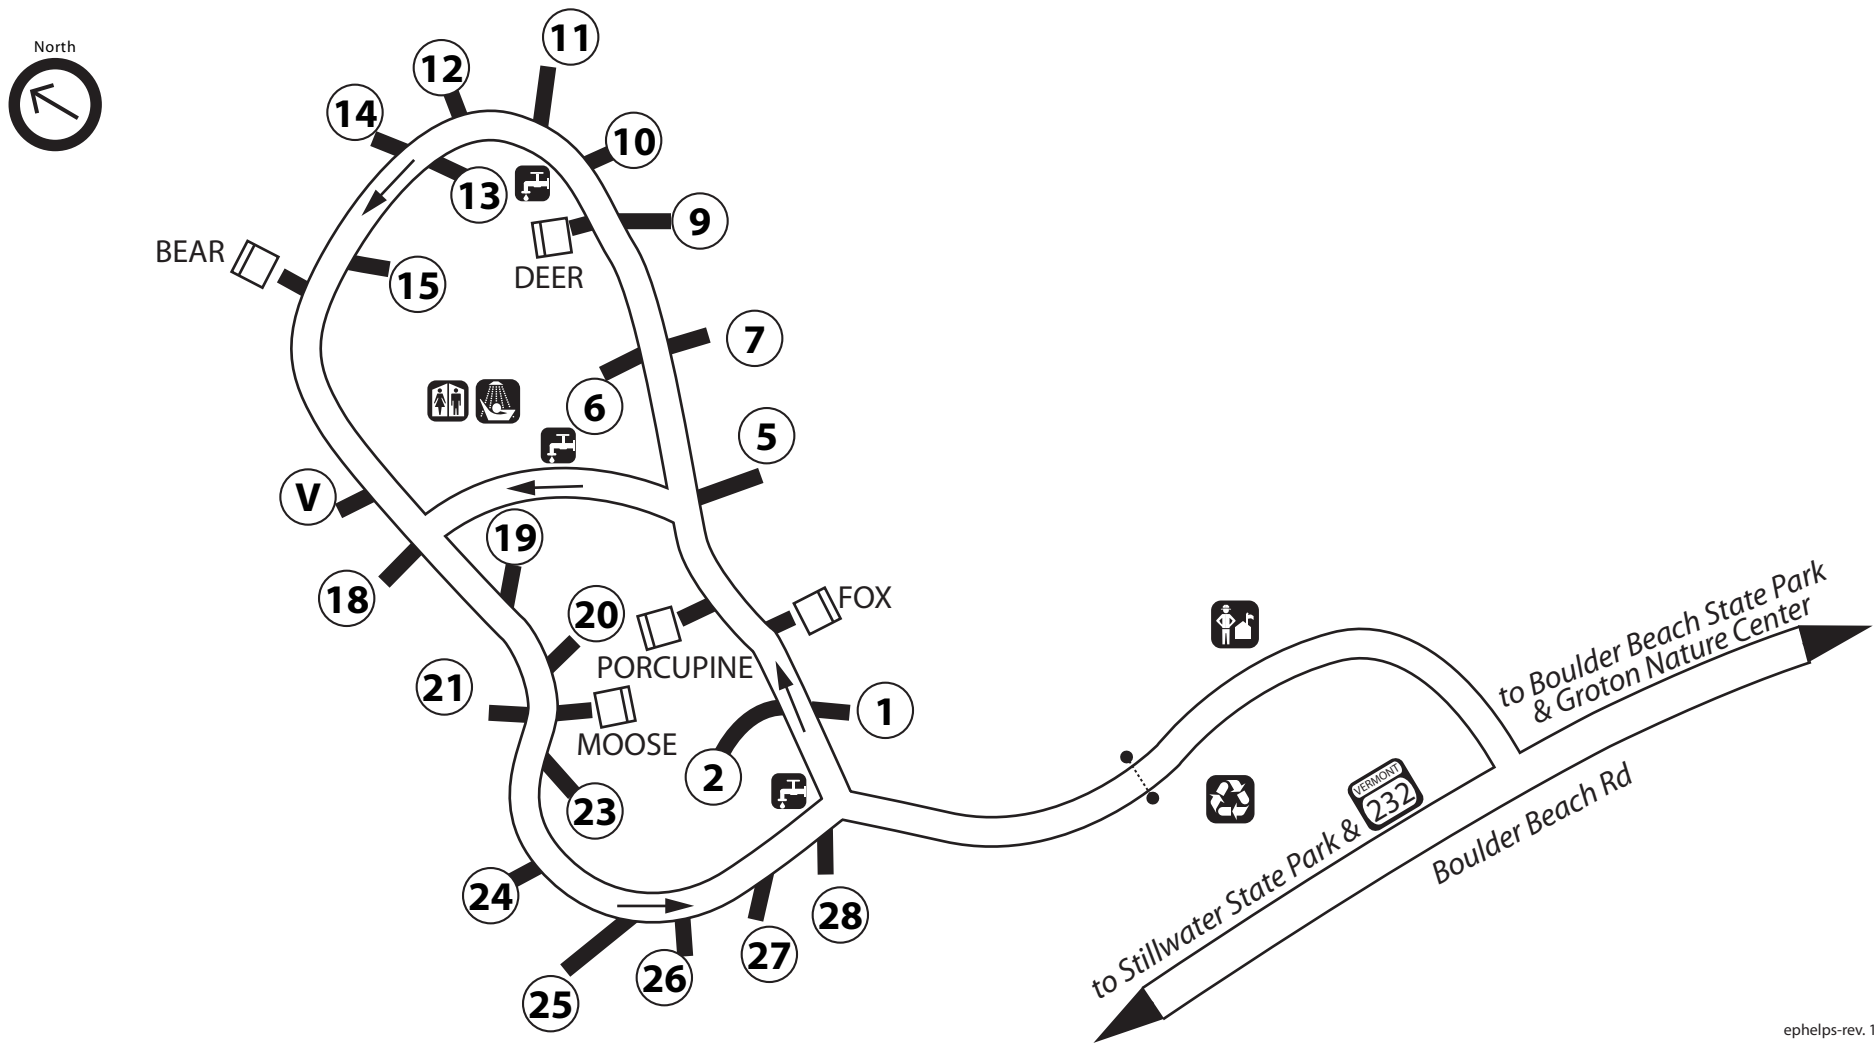 North
11
12
14
10
13
9
BEAR
DEER
15
7
6
5
V
19
18
FOX
20
PORCUPINE
21
1
MOOSE
2
23
24
28
27
26
25
to Boulder Beach State Park
& Groton Nature Center
VERMONT
232
to Stillwater State Park &
Boulder Beach Rd
ephelps-rev. 1